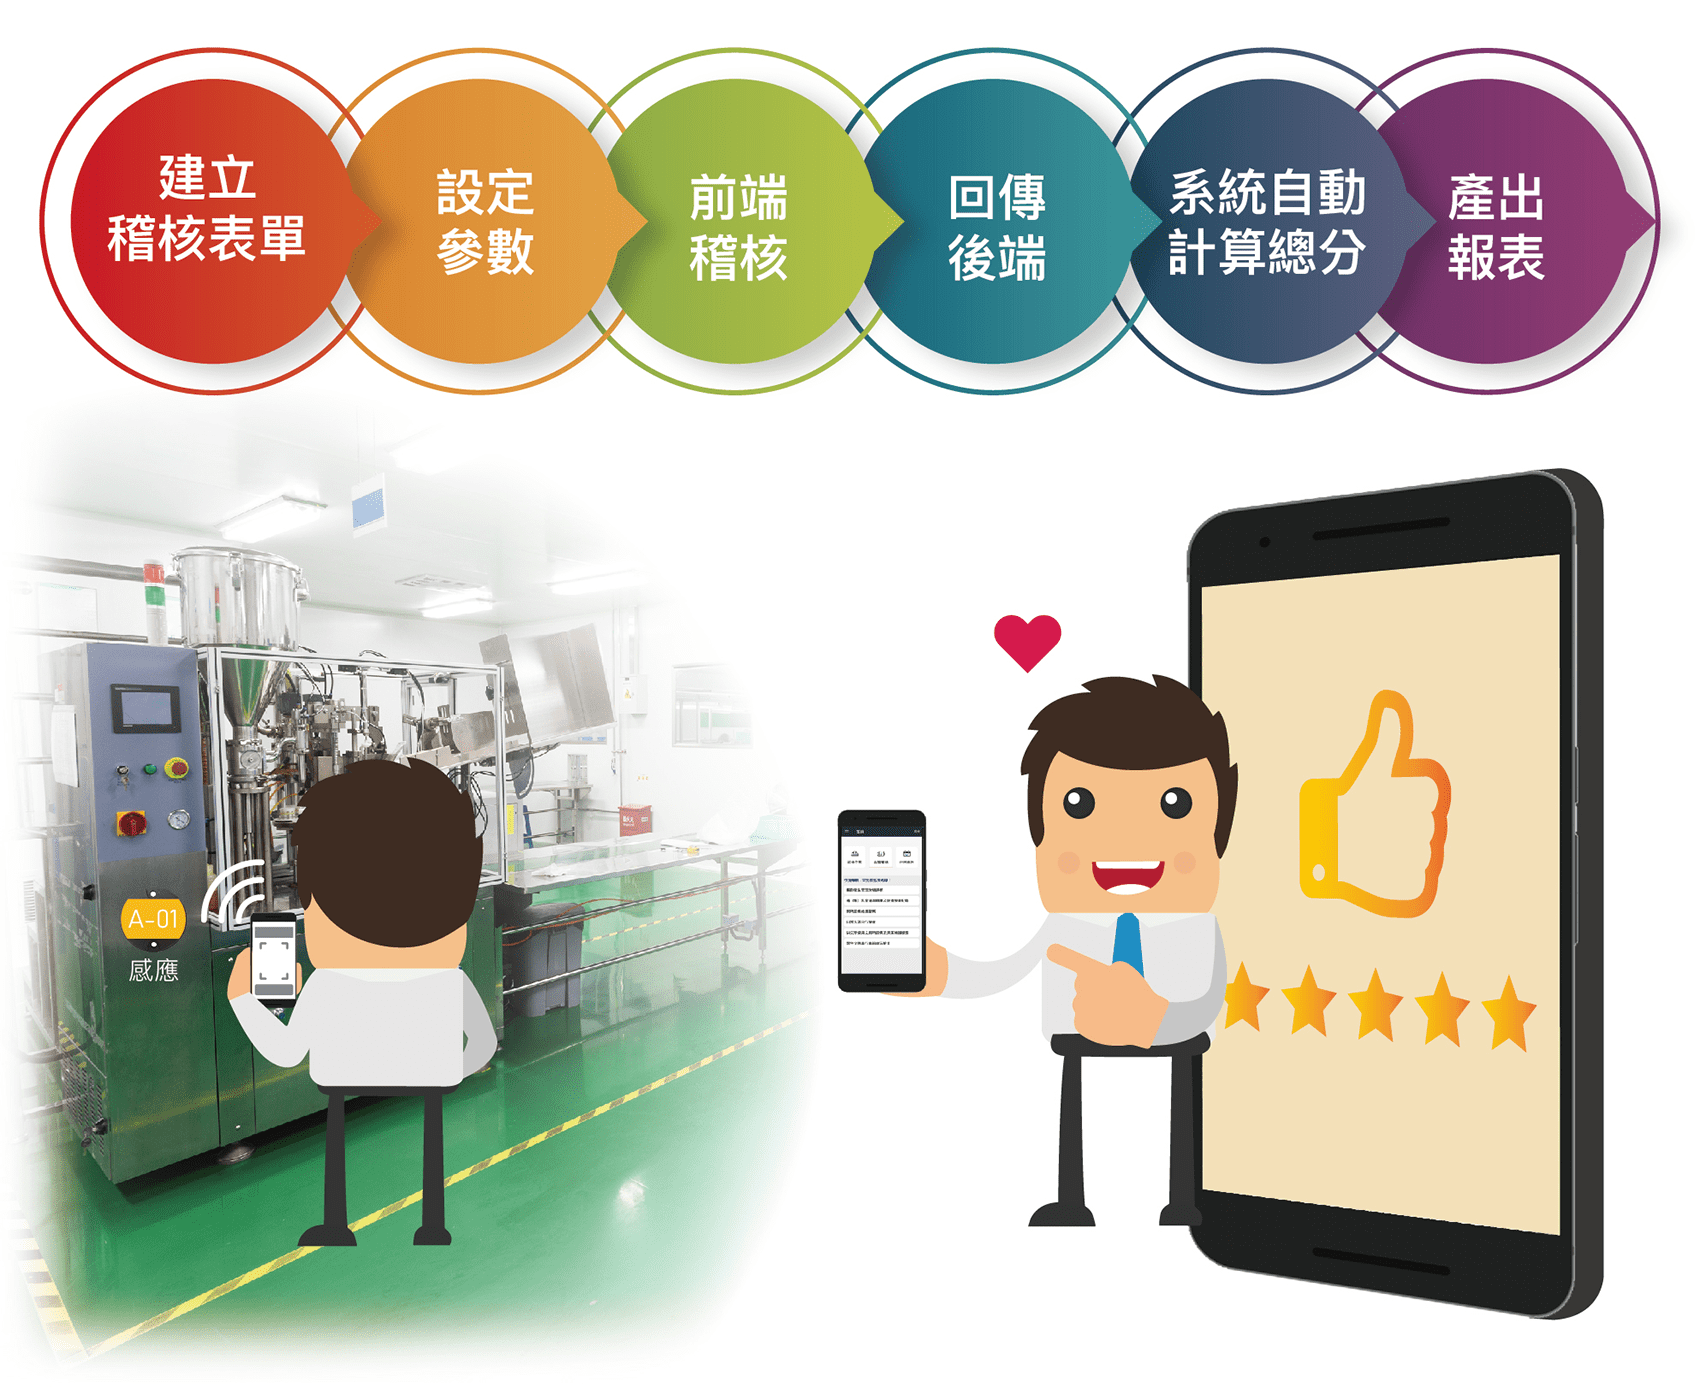 建立
稽核表單
設定
參數
前端
稽核
回傳
後端
系統自動
計算總分
產出
報表
A-01
感應